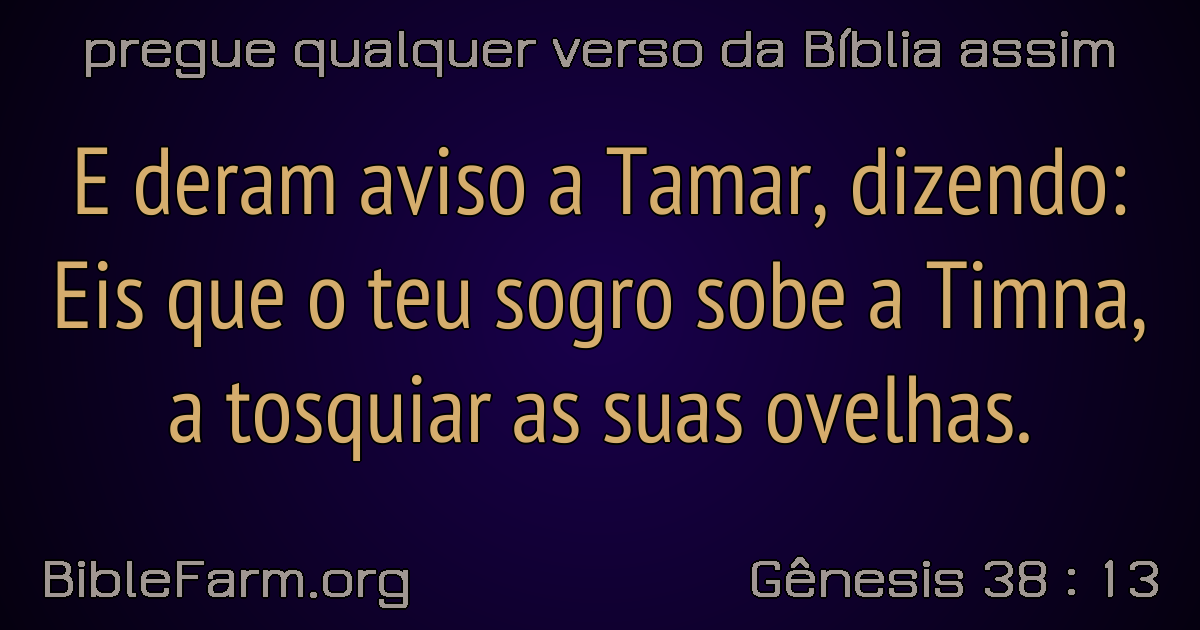 pregue qualquer verso da Bíblia assim
E deram aviso a Tamar, dizendo:
Eis que o teu sogro sobe a Timna,
a tosquiar as suas ovelhas.
BibleFarm.org
Gênesis 38 : 13